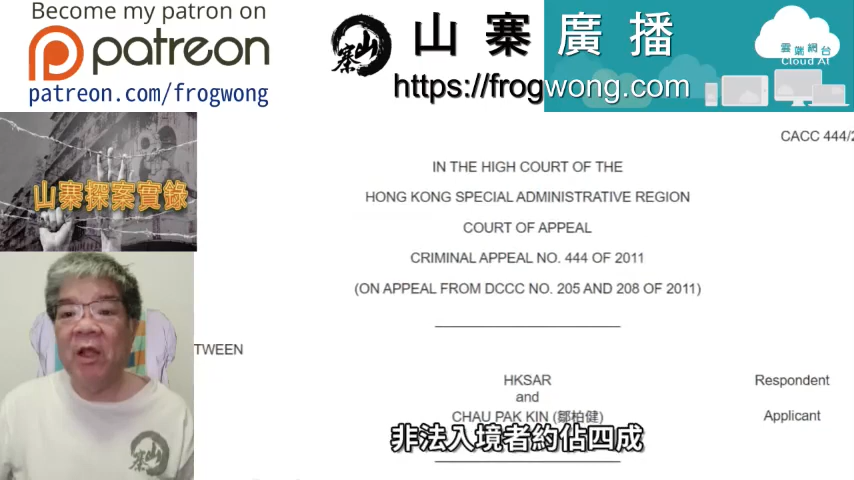 Become my patron on
patreon
patreon.com/frogwong
山寨
山寨廣播
https://frogwong.com
雲端網台
Cloud AI
山寨探案實錄
CACC 444/2
IN THE HIGH COURT OF THE
HONG KONG SPECIAL ADMINISTRATIVE REGION
COURT OF APPEAL
CRIMINAL APPEAL NO. 444 OF 2011
(ON APPEAL FROM DCCC NO. 205 AND 208 OF 2011)
TWEEN
HKSAR Respondent
and
CHAU PAK KIN (鄒柏健) Applicant
非法入境者約佔四成
山寨